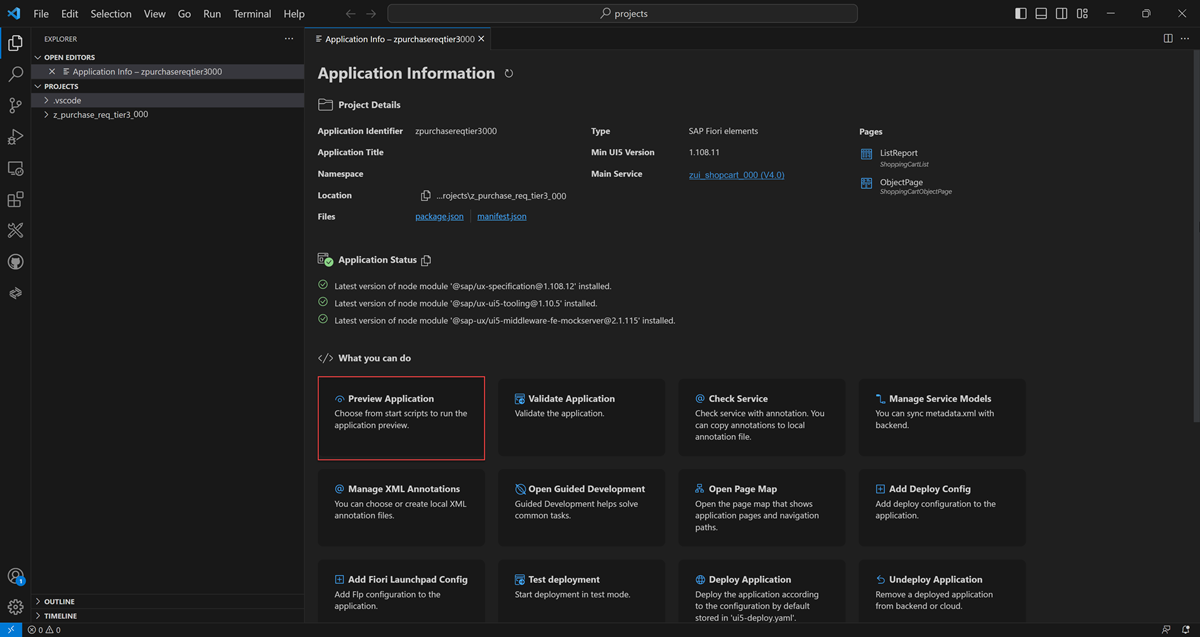 File Edit Selection View Go Run Terminal Help
projects
EXPLORER
Application Info – zpurchasereqtier3000
OPEN EDITORS
Application Info – zpurchasereqtier3000
PROJECTS
.vscode
z_purchase_req_tier3_000
Application Information
Project Details
Application Identifier zpurchasereqtier3000
Application Title
Namespace
Location ...rojects\z_purchase_req_tier3_000
Files package.json manifest.json
Type SAP Fiori elements
Min UI5 Version 1.108.11
Main Service zui_shopcart_000 (V4.0)
Pages
ListReport
ShoppingCartList
ObjectPage
ShoppingCartObjectPage
Application Status
Latest version of node module '@sap/ux-specification@1.108.12' installed.
Latest version of node module '@sap/ux-ui5-tooling@1.10.5' installed.
Latest version of node module '@sap-ux/ui5-middleware-fe-mockserver@2.1.115' installed.
</> What you can do
Preview Application
Choose from start scripts to run the
application preview.
Validate Application
Validate the application.
Check Service
Check service with annotation. You
can copy annotations to local
annotation file.
Manage Service Models
You can sync metadata.xml with
backend.
Manage XML Annotations
You can choose or create local XML
annotation files.
Open Guided Development
Guided Development helps solve
common tasks.
Open Page Map
Open the page map that shows
application pages and navigation
paths.
Add Deploy Config
Add deploy configuration to the
application.
Add Fiori Launchpad Config
Add Flp configuration to the
application.
Test deployment
Start deployment in test mode.
Deploy Application
Deploy the application according
to the configuration by default
stored in 'ui5-deploy.yaml'.
Undeploy Application
Remove a deployed application
from backend or cloud.
1
OUTLINE
TIMELINE
0 0